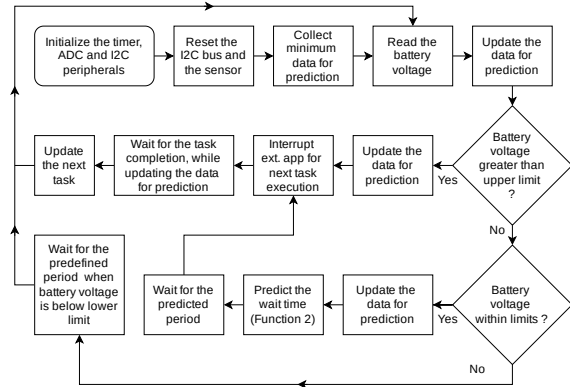 Initialize the timer,
ADC and I2C
peripherals
Reset the
I2C bus and
the sensor
Collect
minimum
data for
prediction
Read the
battery
voltage
Update the
data for
prediction
Battery
voltage
greater than
upper limit
?
Yes
No
Update the
data for
prediction
Interrupt
ext. app for
next task
execution
Wait for the task
completion, while
updating the data
for prediction
Update
the next
task
Battery
voltage
within limits ?
Yes
No
Update the
data for
prediction
Predict the
wait time
(Function 2)
Wait for the
predicted
period
Wait for the
predefined
period when
battery voltage
is below lower
limit